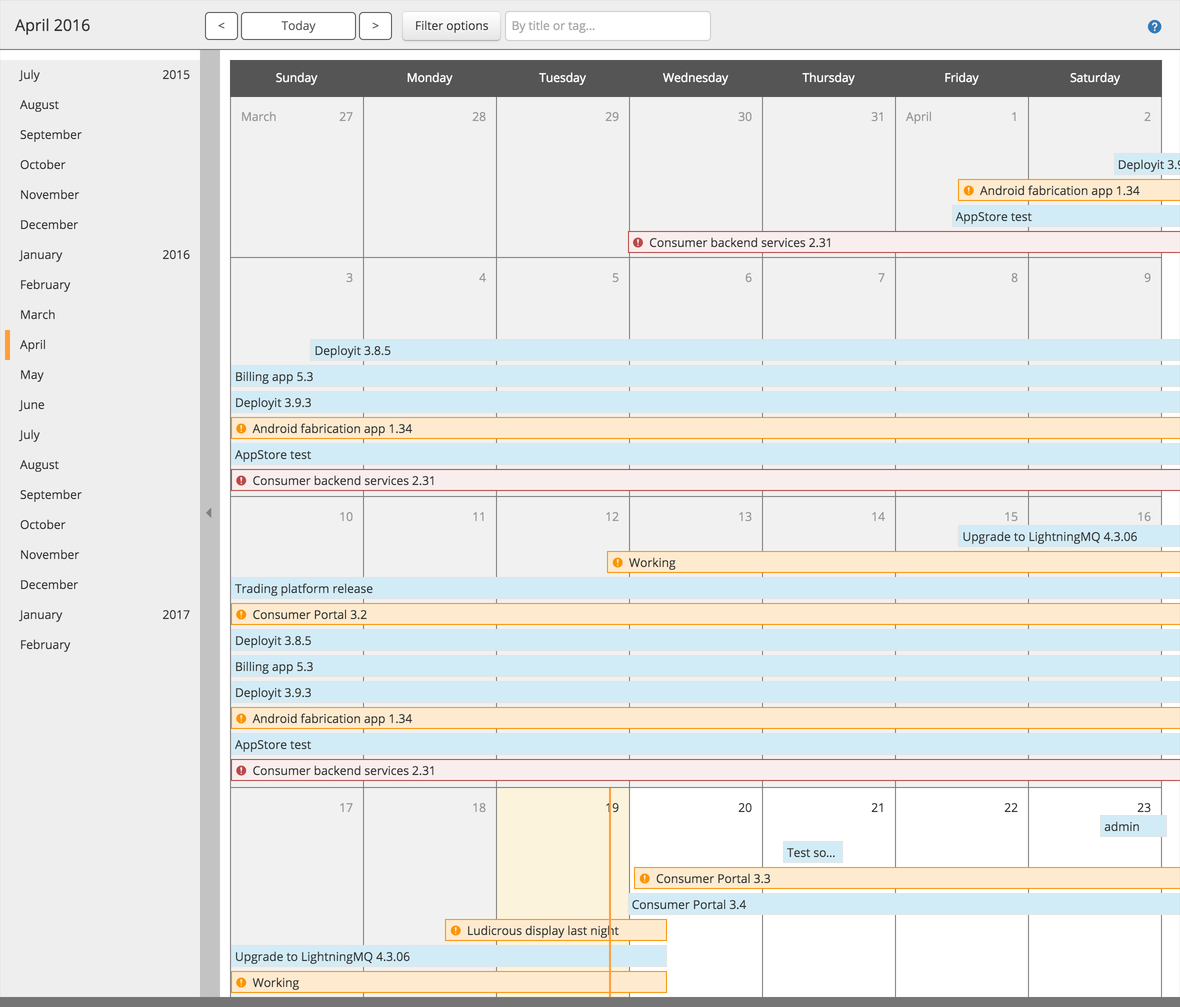 April 2016
<
Today
>
Filter options
By title or tag...
?
July 2015
August
September
October
November
December
January 2016
February
March
April
May
June
July
August
September
October
November
December
January 2017
February
Sunday Monday Tuesday Wednesday Thursday Friday Saturday
March 27 28 29 30 31 April 1 2
Deployit 3.9
Android fabrication app 1.34
AppStore test
Consumer backend services 2.31
3 4 5 6 7 8 9
Deployit 3.8.5
Billing app 5.3
Deployit 3.9.3
Android fabrication app 1.34
AppStore test
Consumer backend services 2.31
10 11 12 13 14 15 16
Upgrade to LightningMQ 4.3.06
Working
Trading platform release
Consumer Portal 3.2
Deployit 3.8.5
Billing app 5.3
Deployit 3.9.3
Android fabrication app 1.34
AppStore test
Consumer backend services 2.31
17 18 19 20 21 22 23
admin
Test so...
Consumer Portal 3.3
Consumer Portal 3.4
Ludicrous display last night
Upgrade to LightningMQ 4.3.06
Working